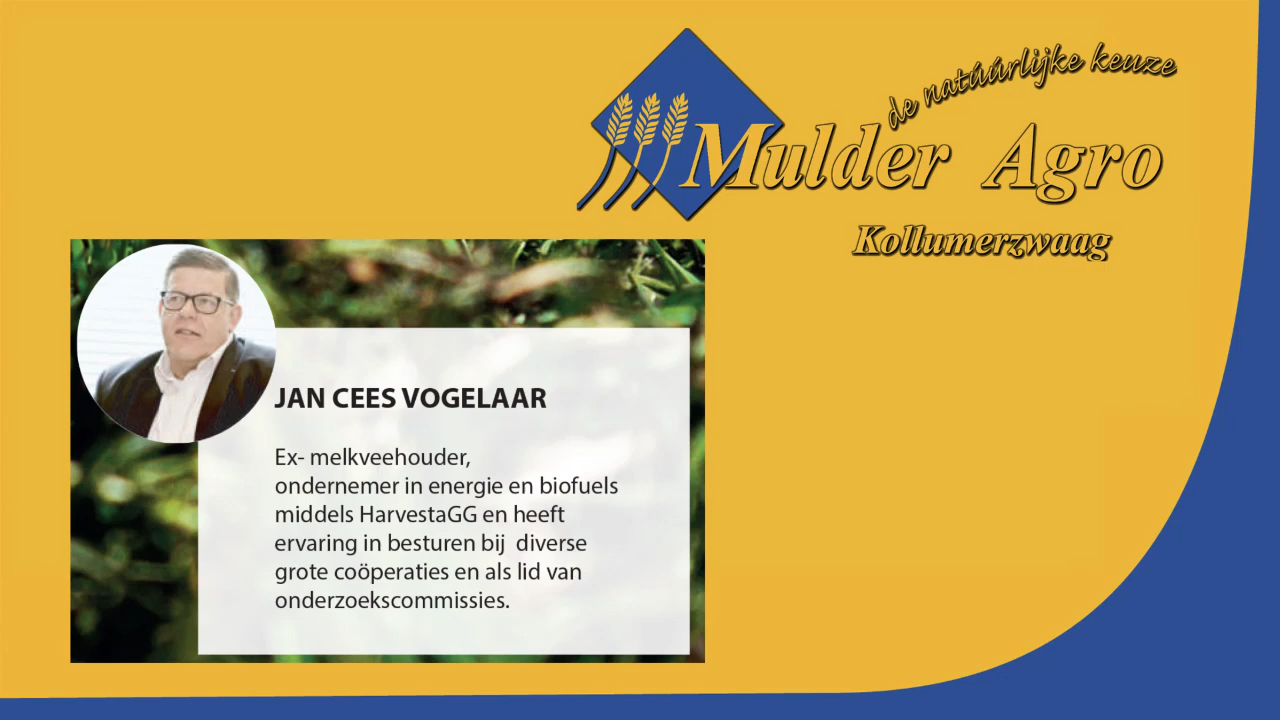 de natúúrlijke keuze
Mulder Agro
Kollumerzwaag
JAN CEES VOGELAAR
Ex- melkveehouder,
ondernemer in energie en biofuels
middels HarvestaGG en heeft
ervaring in besturen bij diverse
grote coöperaties en als lid van
onderzoekscommissies.